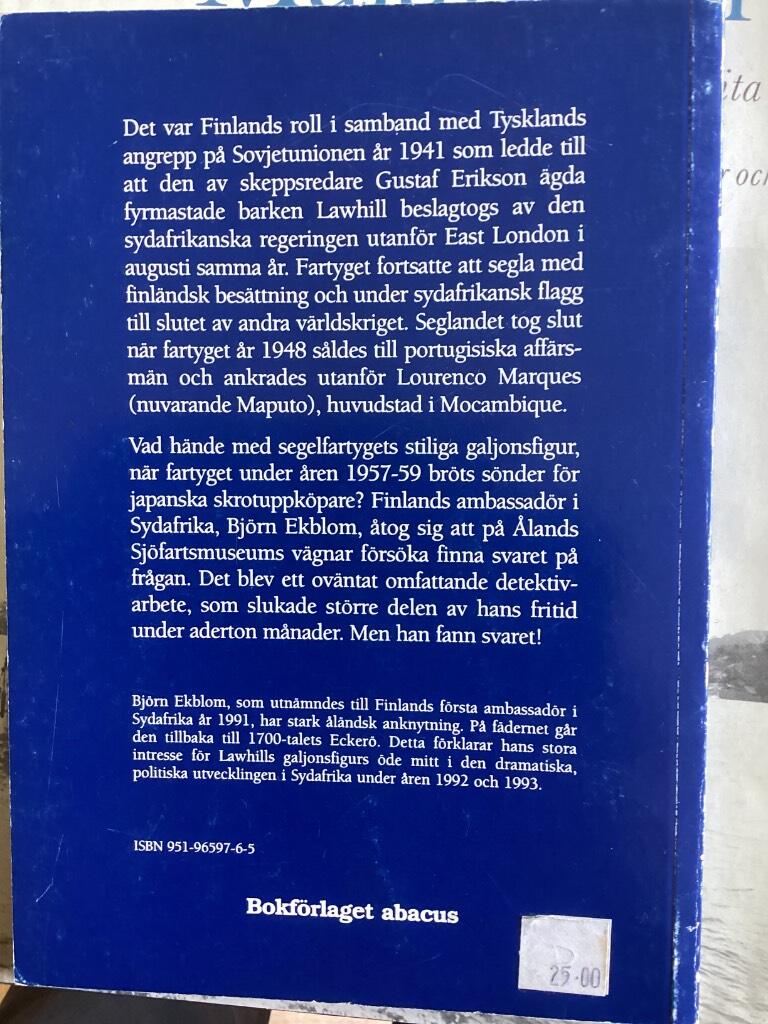 ita
r och
Det var Finlands roll i samband med Tysklands
angrepp på Sovjetunionen år 1941 som ledde till
att den av skeppsredare Gustaf Erikson ägda
fyrmastade barken Lawhill beslagtogs av den
sydafrikanska regeringen utanför East London i
augusti samma år. Fartyget fortsatte att segla med
finländsk besättning och under sydafrikansk flagg
till slutet av andra världskriget. Seglandet tog slut
när fartyget år 1948 såldes till portugisiska affärs-
män och ankrades utanför Lourenco Marques
(nuvarande Maputo), huvudstad i Mocambique.
Vad hände med segelfartygets stiliga galjonsfigur,
när fartyget under åren 1957-59 bröts sönder för
japanska skrotuppköpare? Finlands ambassadör i
Sydafrika, Björn Ekblom, åtog sig att på Ålands
Sjöfartsmuseums vägnar försöka finna svaret på
frågan. Det blev ett oväntat omfattande detektiv-
arbete, som slukade större delen av hans fritid
under aderton månader. Men han fann svaret!
Björn Ekblom, som utnämndes till Finlands första ambassadör i
Sydafrika år 1991, har stark åländsk anknytning. På fädernet går
den tillbaka till 1700-talets Eckerö. Detta förklarar hans stora
intresse för Lawhills galjonsfigurs öde mitt i den dramatiska,
politiska utvecklingen i Sydafrika under åren 1992 och 1993.
ISBN 951-96597-6-5
Bokförlaget abacus
25·00